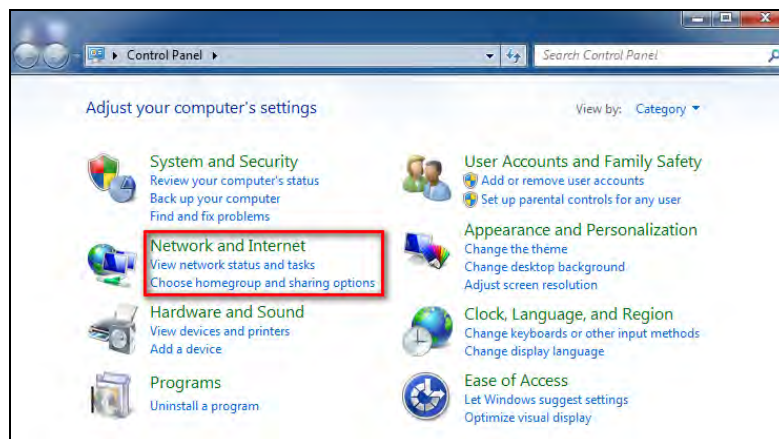 Control Panel
Search Control Panel
Adjust your computer's settings
View by: Category
System and Security
Review your computer's status
Back up your computer
Find and fix problems
Network and Internet
View network status and tasks
Choose homegroup and sharing options
Hardware and Sound
View devices and printers
Add a device
Programs
Uninstall a program
User Accounts and Family Safety
Add or remove user accounts
Set up parental controls for any user
Appearance and Personalization
Change the theme
Change desktop background
Adjust screen resolution
Clock, Language, and Region
Change keyboards or other input methods
Change display language
Ease of Access
Let Windows suggest settings
Optimize visual display